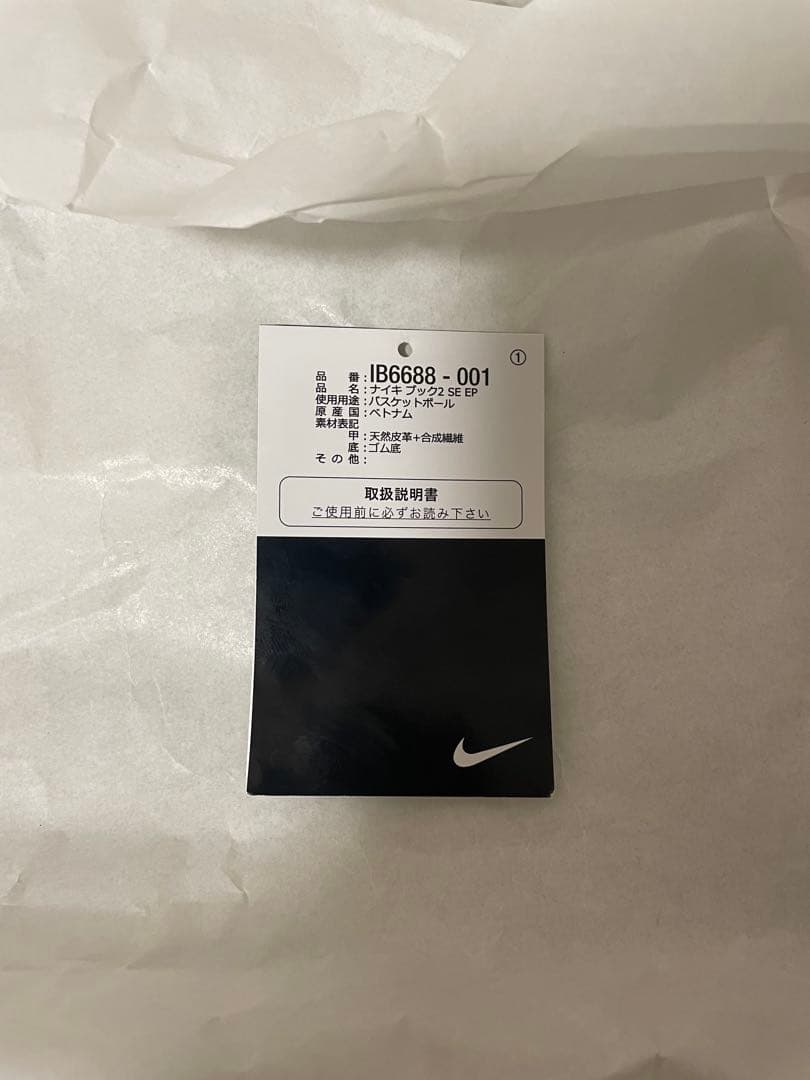 ①
品番:IB6688-001
品名:ナイキ ブック2 SE EP
使用用途:バスケットボール
原産国:ベトナム
素材表記
甲:天然皮革+合成繊維
底:ゴム底
その他:
取扱説明書
ご使用前に必ずお読み下さい